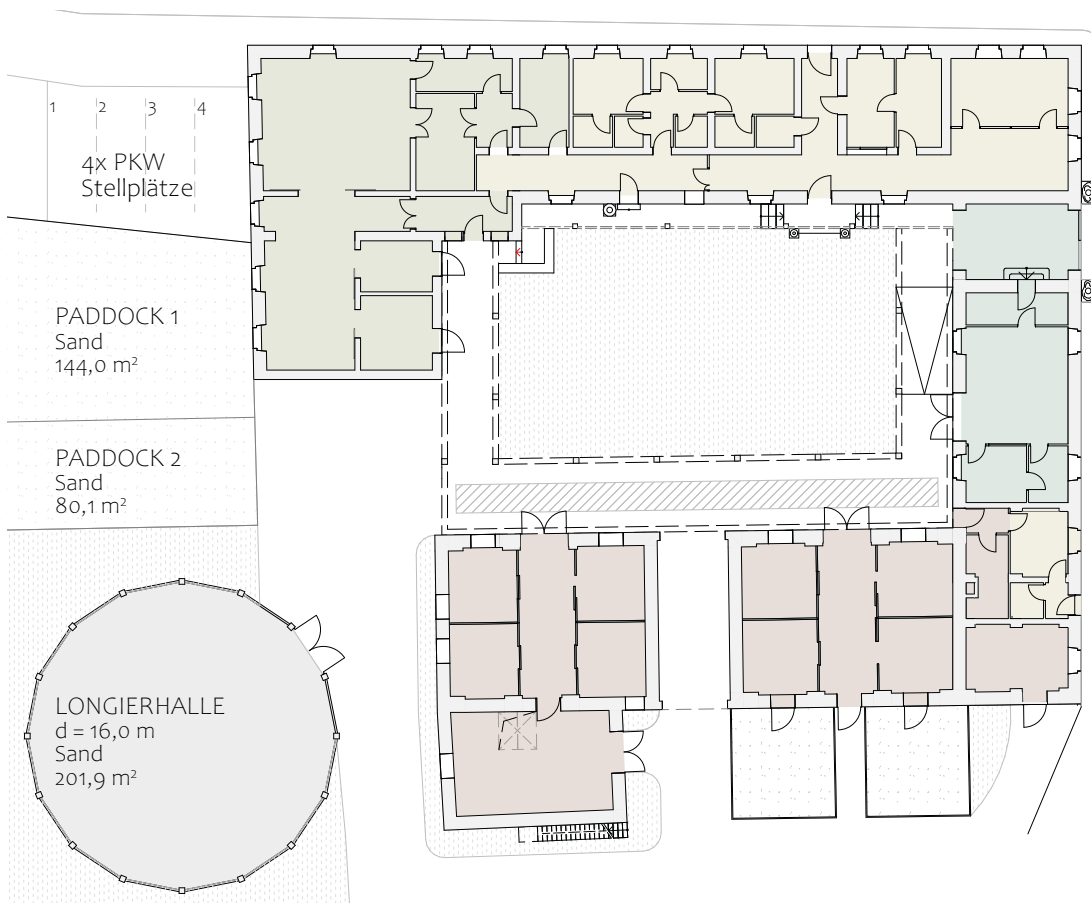 1 2 3 4
4x PKW
Stellplätze
PADDOCK 1
Sand
144,0 m²
PADDOCK 2
Sand
80,1 m²
LONGIERHALLE
d = 16,0 m
Sand
201,9 m²